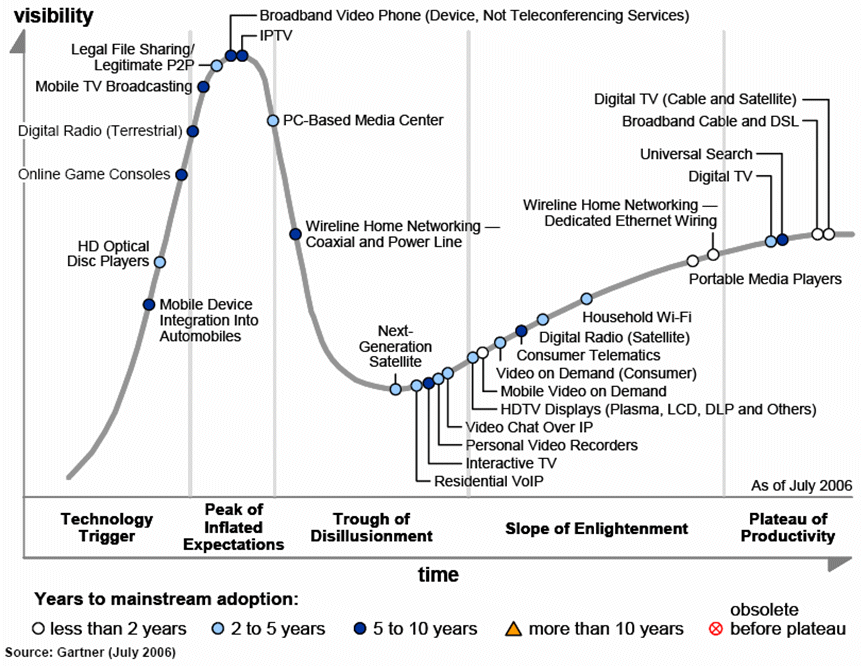 visibility
Broadband Video Phone (Device, Not Teleconferencing Services)
IPTV
Legal File Sharing/
Legitimate P2P
Mobile TV Broadcasting
Digital Radio (Terrestrial)
Online Game Consoles
HD Optical
Disc Players
Mobile Device
Integration Into
Automobiles
PC-Based Media Center
Wireline Home Networking —
Coaxial and Power Line
Next-
Generation
Satellite
Digital TV (Cable and Satellite)
Broadband Cable and DSL
Universal Search
Digital TV
Wireline Home Networking —
Dedicated Ethernet Wiring
Portable Media Players
Household Wi-Fi
Digital Radio (Satellite)
Consumer Telematics
Video on Demand (Consumer)
Mobile Video on Demand
HDTV Displays (Plasma, LCD, DLP and Others)
Video Chat Over IP
Personal Video Recorders
Interactive TV
Residential VoIP
As of July 2006
Technology
Trigger
Peak of
Inflated
Expectations
Trough of
Disillusionment
Slope of Enlightenment
Plateau of
Productivity
time
Years to mainstream adoption:
less than 2 years
2 to 5 years
5 to 10 years
more than 10 years
obsolete
before plateau
Source: Gartner (July 2006)